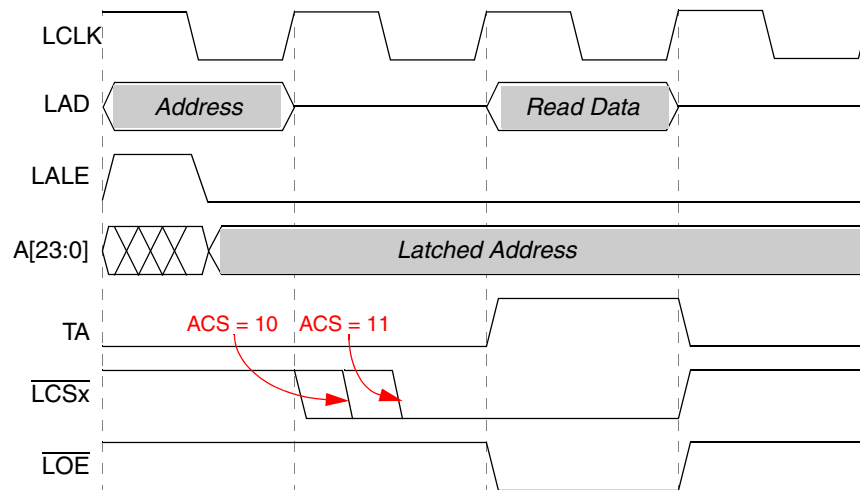 LCLK
LAD
Address
Read Data
LALE
A[23:0]
Latched Address
TA
ACS = 10
ACS = 11
LCSx
LOE